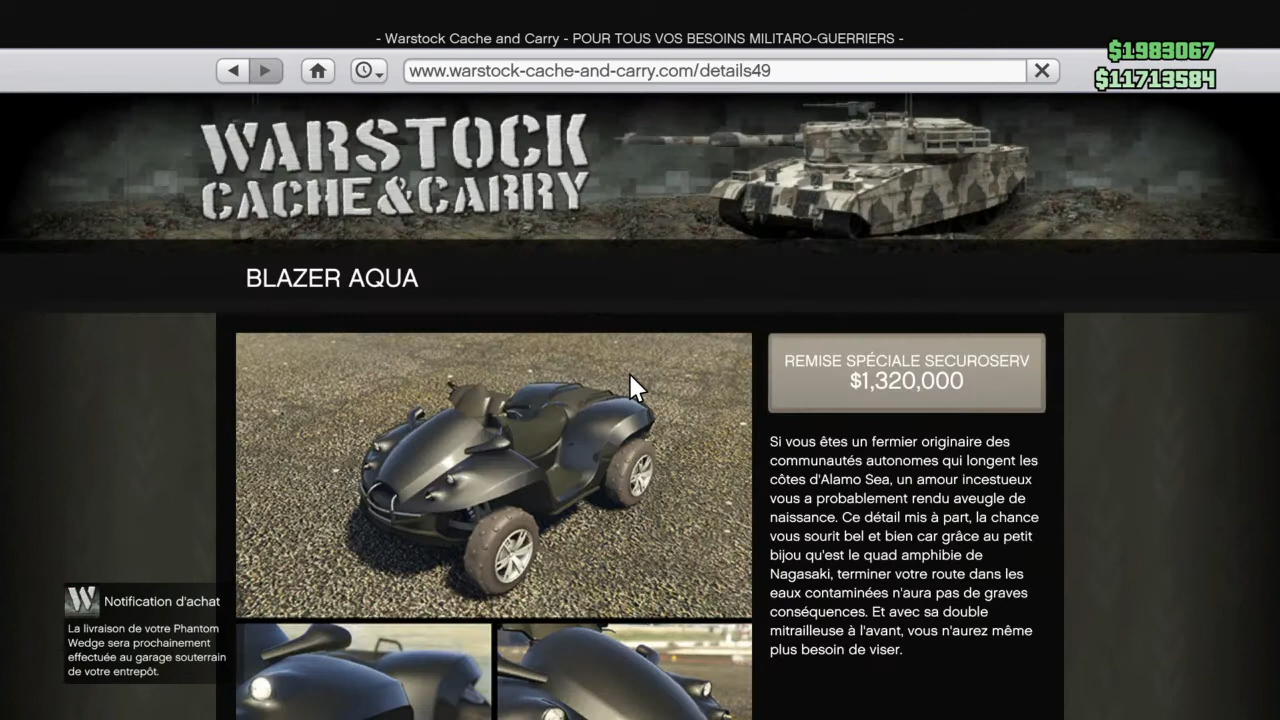 - Warstock Cache and Carry - POUR TOUS VOS BESOINS MILITARO-GUERRIERS -
$1983067
www.warstock-cache-and-carry.com/details49
$11713584
WARSTOCK
CACHE&CARRY
BLAZER AQUA
REMISE SPÉCIALE SECUROSERV
$1,320,000
Si vous êtes un fermier originaire des
communautés autonomes qui longent les
côtes d'Alamo Sea, un amour incestueux
vous a probablement rendu aveugle de
naissance. Ce détail mis à part, la chance
vous sourit bel et bien car grâce au petit
bijou qu'est le quad amphibie de
Nagasaki, terminer votre route dans les
eaux contaminées n'aura pas de graves
conséquences. Et avec sa double
mitrailleuse à l'avant, vous n'aurez même
plus besoin de viser.
W
Notification d'achat
La livraison de votre Phantom
Wedge sera prochainement
effectuée au garage souterrain
de votre entrepôt.